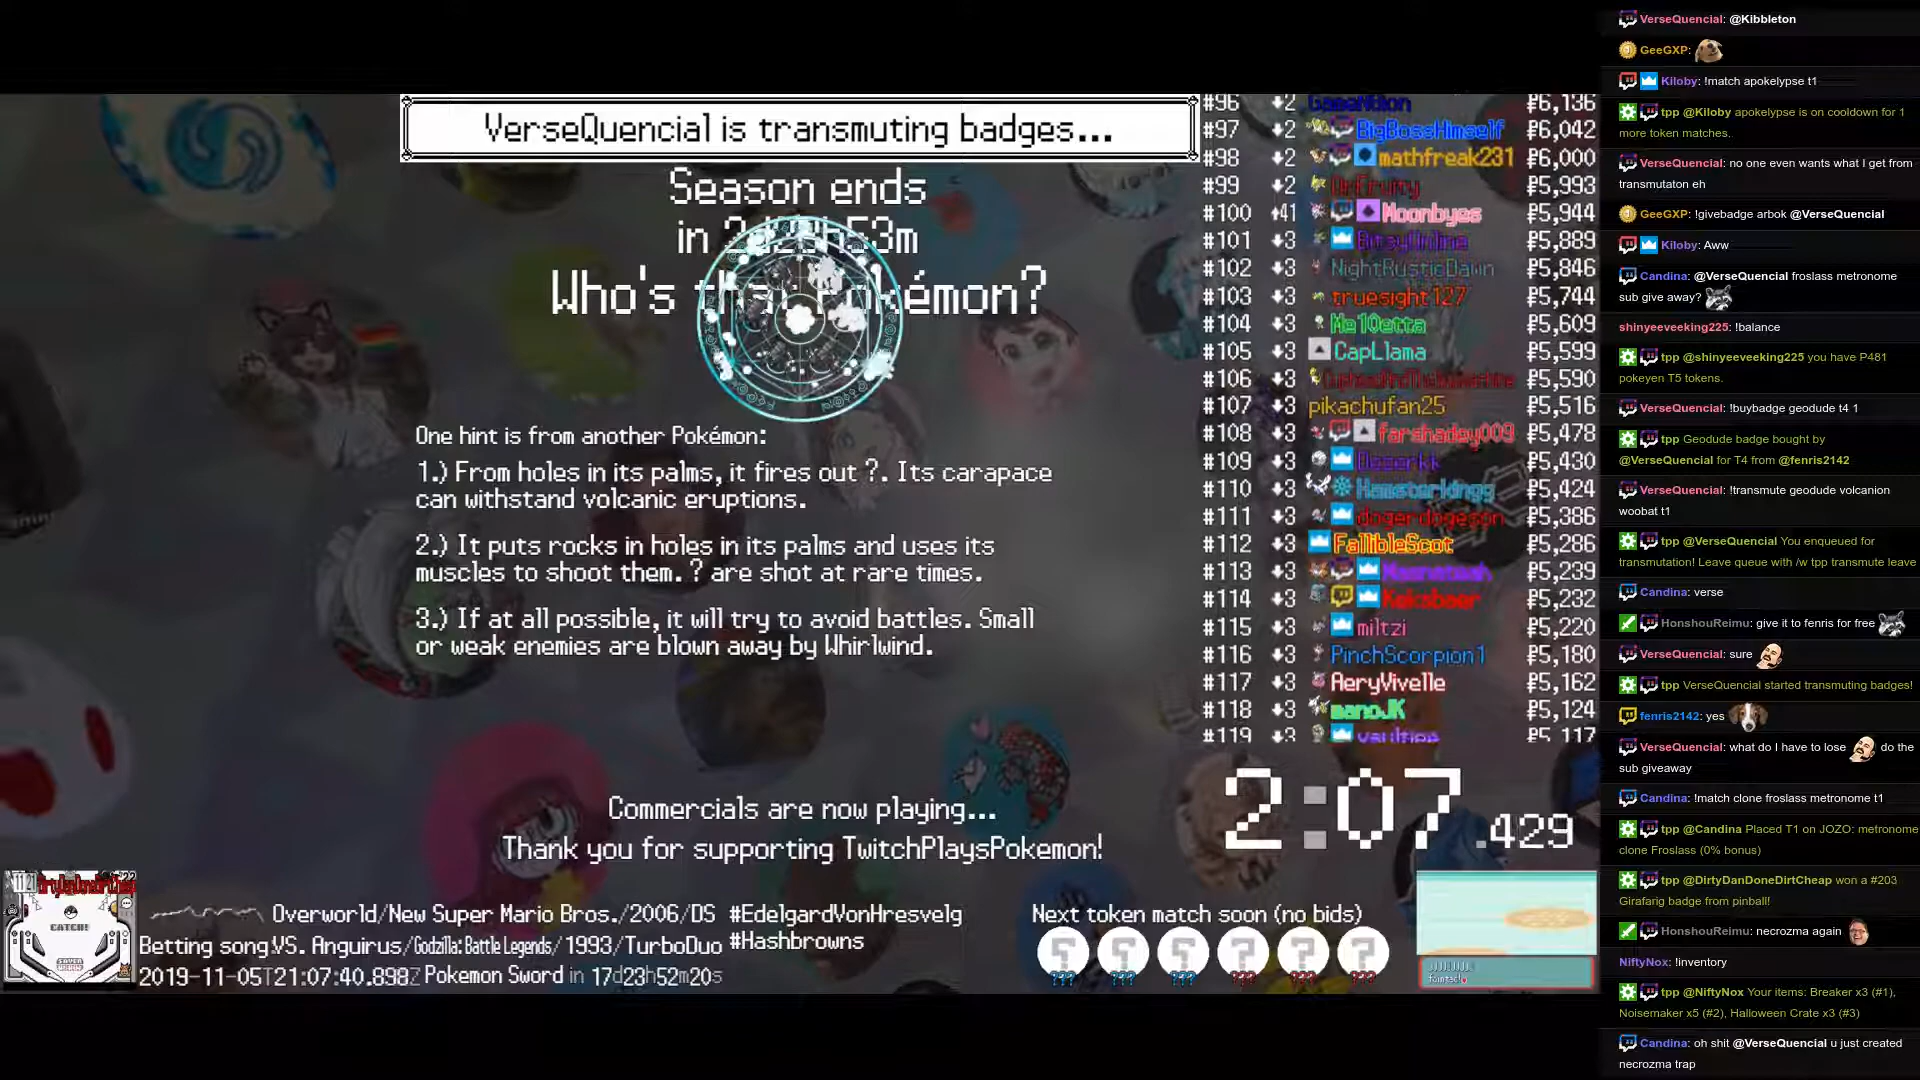 VerseQuencial is transmuting badges...
Season ends
in 2d23h53m
Who's that Pokémon?
One hint is from another Pokémon:
1.) From holes in its palms, it fires out ?. Its carapace
can withstand volcanic eruptions.
2.) It puts rocks in holes in its palms and uses its
muscles to shoot them. ? are shot at rare times.
3.) If at all possible, it will try to avoid battles. Small
or weak enemies are blown away by Whirlwind.
Commercials are now playing...
Thank you for supporting TwitchPlaysPokemon!
#96 2 ₽6,136
#97 2 BigBossHimself ₽6,042
#98 2 mathfreak231 ₽6,000
#99 2 DrFruity ₽5,993
#100 41 Moonbyes ₽5,944
#101 3 BitsyOnline ₽5,889
#102 3 NightRusticDawn ₽5,846
#103 3 truesight127 ₽5,744
#104 3 Me10etta ₽5,609
#105 3 CapLlama ₽5,599
#106 3 ₽5,590
#107 3 pikachufan25 ₽5,516
#108 3 farshadey009 ₽5,478
#109 3 ₽5,430
#110 3 Hamsterkingg ₽5,424
#111 3 dogerdogeson ₽5,386
#112 3 FallibleScot ₽5,286
#113 3 ₽5,239
#114 3 Keksbaer ₽5,232
#115 3 miltzi ₽5,220
#116 3 PinchScorpion1 ₽5,180
#117 3 AeryVivelle ₽5,162
#118 3 manoJK ₽5,124
#119 3 ₽5,117
2:07.429
CATCH!
Overworld/New Super Mario Bros./2006/DS
Betting song: VS. Anguirus/Godzilla: Battle Legends/1993/TurboDuo
2019-11-05T21:07:40.898Z Pokemon Sword in 17d23h52m20s
#EdelgardVonHresvelg
#Hashbrowns
Next token match soon (no bids)
? ? ? ? ? ?
??? ??? ??? ??? ??? ???
fainted!
VerseQuencial: @Kibbleton
GeeGXP:
Kiloby: !match apokelypse t1
tpp @Kiloby apokelypse is on cooldown for 1
more token matches.
VerseQuencial: no one even wants what I get from
transmutaton eh
GeeGXP: !givebadge arbok @VerseQuencial
Kiloby: Aww
Candina: @VerseQuencial froslass metronome
sub give away?
shinyeeveeking225: !balance
tpp @shinyeeveeking225 you have P481
pokeyen T5 tokens.
VerseQuencial: !buybadge geodude t4 1
tpp Geodude badge bought by
@VerseQuencial for T4 from @fenris2142
VerseQuencial: !transmute geodude volcanion
woobat t1
tpp @VerseQuencial You enqueued for
transmutation! Leave queue with /w tpp transmute leave
Candina: verse
HonshouReimu: give it to fenris for free
VerseQuencial: sure
tpp VerseQuencial started transmuting badges!
fenris2142: yes
VerseQuencial: what do I have to lose do the
sub giveaway
Candina: !match clone froslass metronome t1
tpp @Candina Placed T1 on JOZO: metronome
clone Froslass (0% bonus)
tpp @DirtyDanDoneDirtCheap won a #203
Girafarig badge from pinball!
HonshouReimu: necrozma again
NiftyNox: !inventory
tpp @NiftyNox Your items: Breaker x3 (#1),
Noisemaker x5 (#2), Halloween Crate x3 (#3)
Candina: oh shit @VerseQuencial u just created
necrozma trap